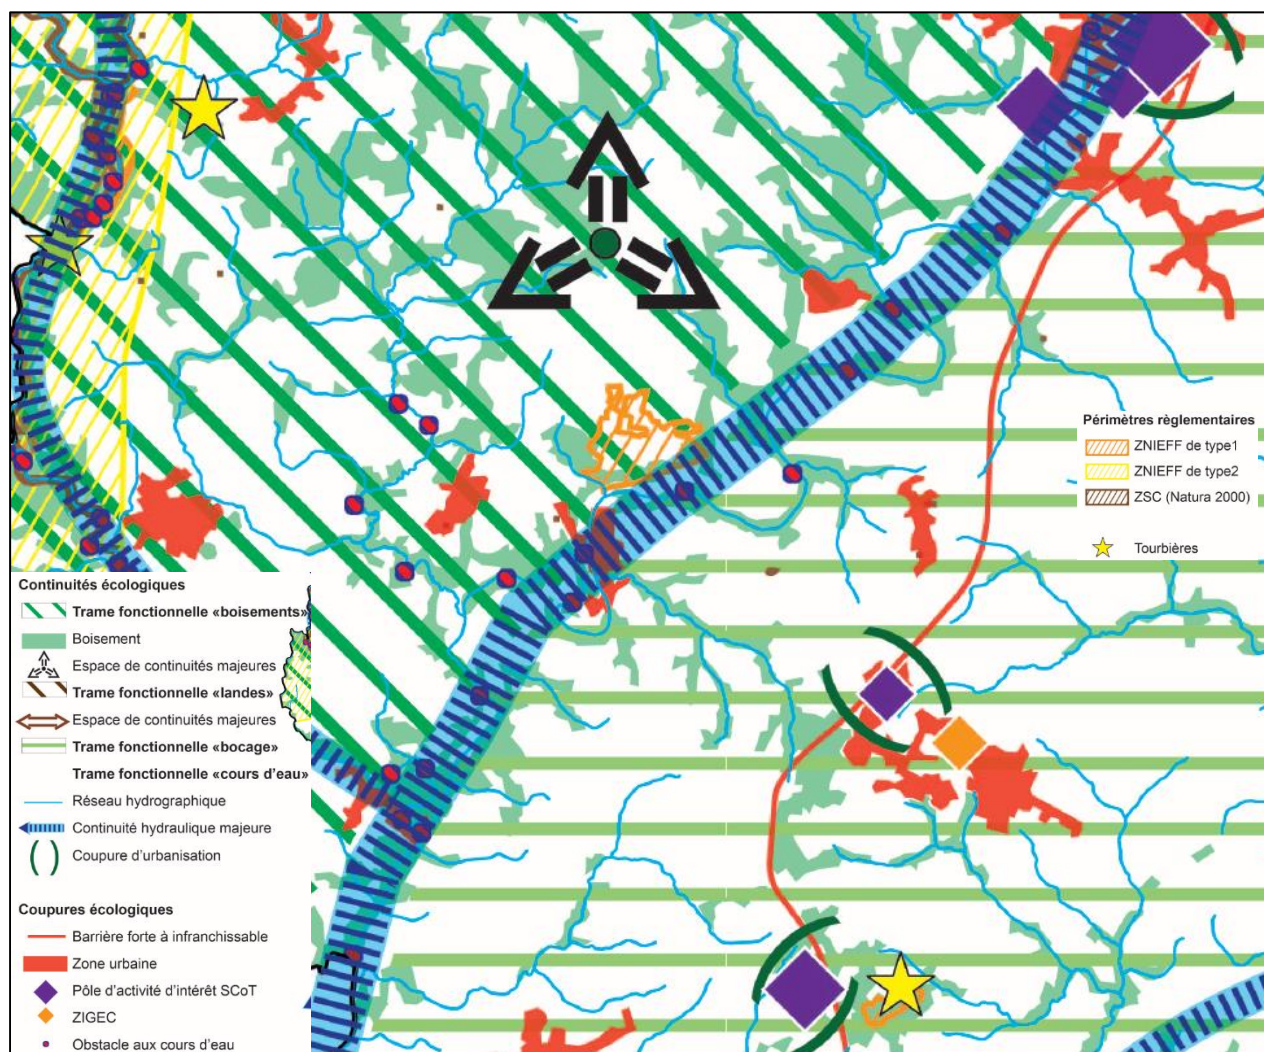 Périmètres règlementaires
ZNIEFF de type1
ZNIEFF de type2
ZSC (Natura 2000)
Tourbières
Continuités écologiques
Trame fonctionnelle «boisements»
Boisement
Espace de continuités majeures
Trame fonctionnelle «landes»
Espace de continuités majeures
Trame fonctionnelle «bocage»
Trame fonctionnelle «cours d'eau»
Réseau hydrographique
Continuité hydraulique majeure
Coupure d'urbanisation
Coupures écologiques
Barrière forte à infranchissable
Zone urbaine
Pôle d'activité d'intérêt SCoT
ZIGEC
Obstacle aux cours d'eau